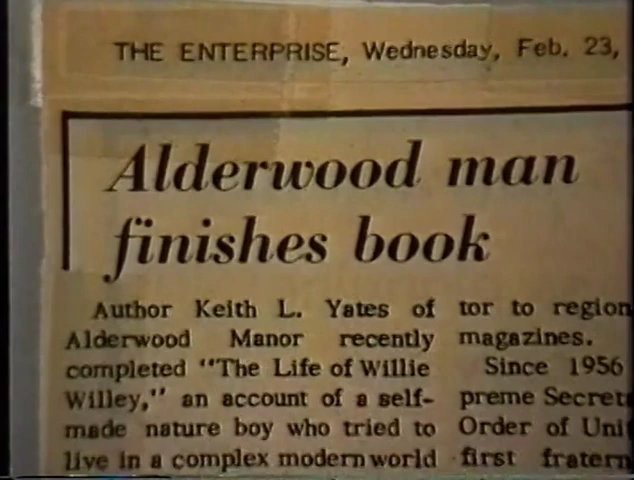 THE ENTERPRISE, Wednesday, Feb. 23,
Alderwood man
finishes book
Author Keith L. Yates of
Alderwood Manor recently
completed "The Life of Willie
Willey," an account of a self-
made nature boy who tried to
live in a complex modern world
tor to region
magazines.
Since 1956
preme Secret
Order of Uni
first fratern